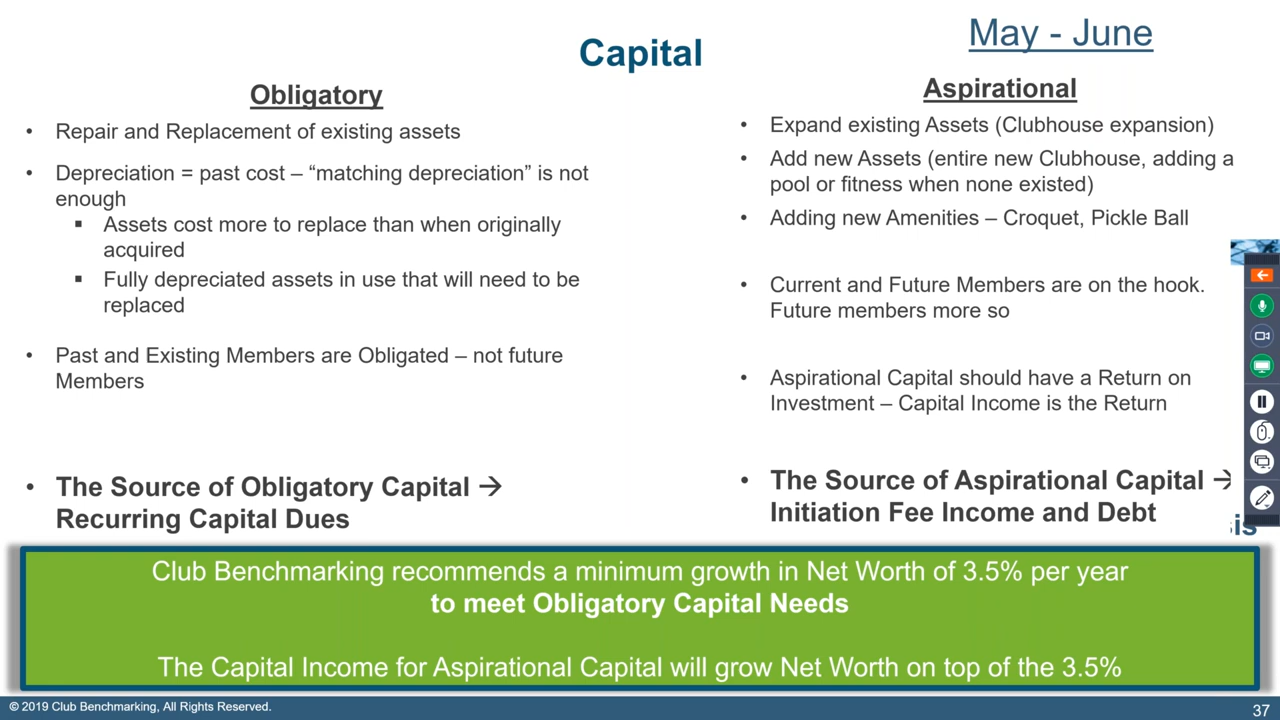 May - June
Capital
Obligatory
• Repair and Replacement of existing assets
• Depreciation = past cost – “matching depreciation” is not
enough
▪ Assets cost more to replace than when originally
acquired
▪ Fully depreciated assets in use that will need to be
replaced
• Past and Existing Members are Obligated – not future
Members
• The Source of Obligatory Capital →
Recurring Capital Dues
Aspirational
• Expand existing Assets (Clubhouse expansion)
• Add new Assets (entire new Clubhouse, adding a
pool or fitness when none existed)
• Adding new Amenities – Croquet, Pickle Ball
• Current and Future Members are on the hook.
Future members more so
• Aspirational Capital should have a Return on
Investment – Capital Income is the Return
• The Source of Aspirational Capital →
Initiation Fee Income and Debt
Club Benchmarking recommends a minimum growth in Net Worth of 3.5% per year
to meet Obligatory Capital Needs
The Capital Income for Aspirational Capital will grow Net Worth on top of the 3.5%
© 2019 Club Benchmarking, All Rights Reserved.
37